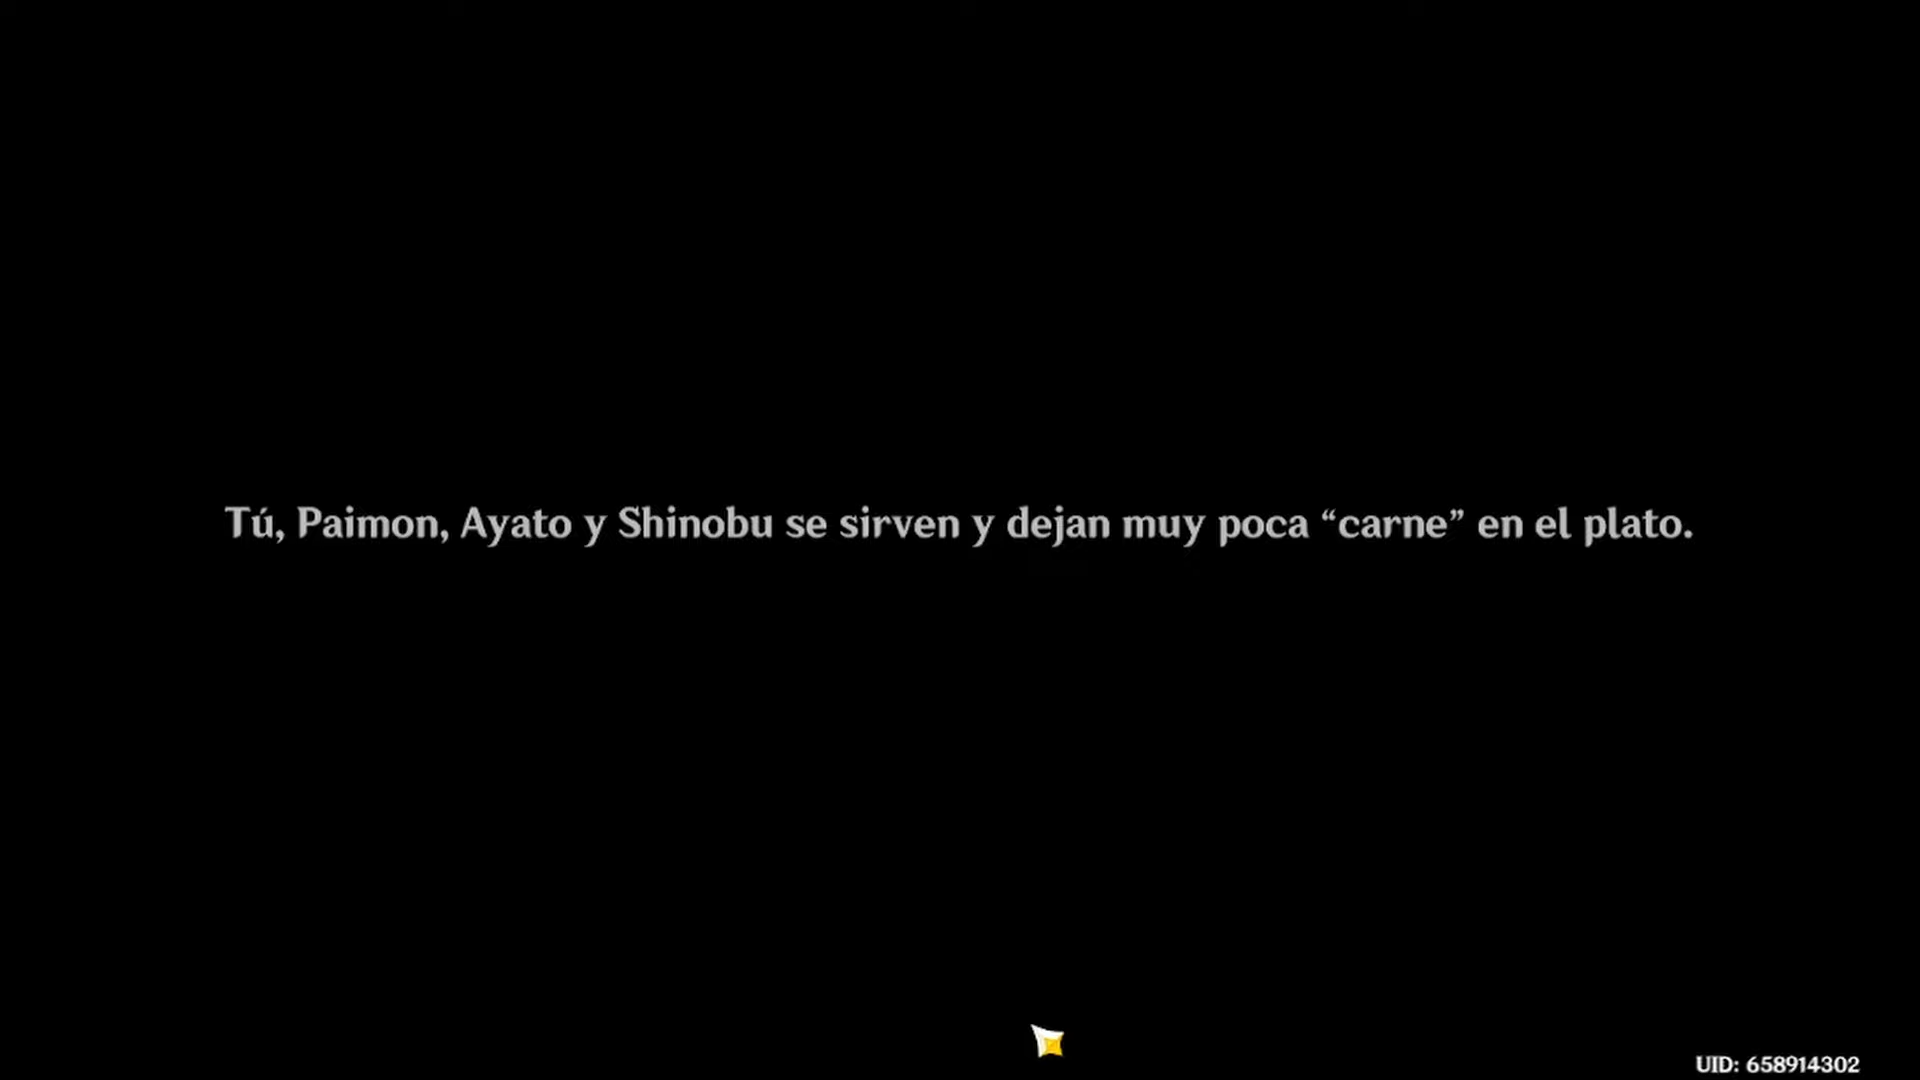 Tú, Paimon, Ayato y Shinobu se sirven y dejan muy poca “carne” en el plato.
UID: 658914302